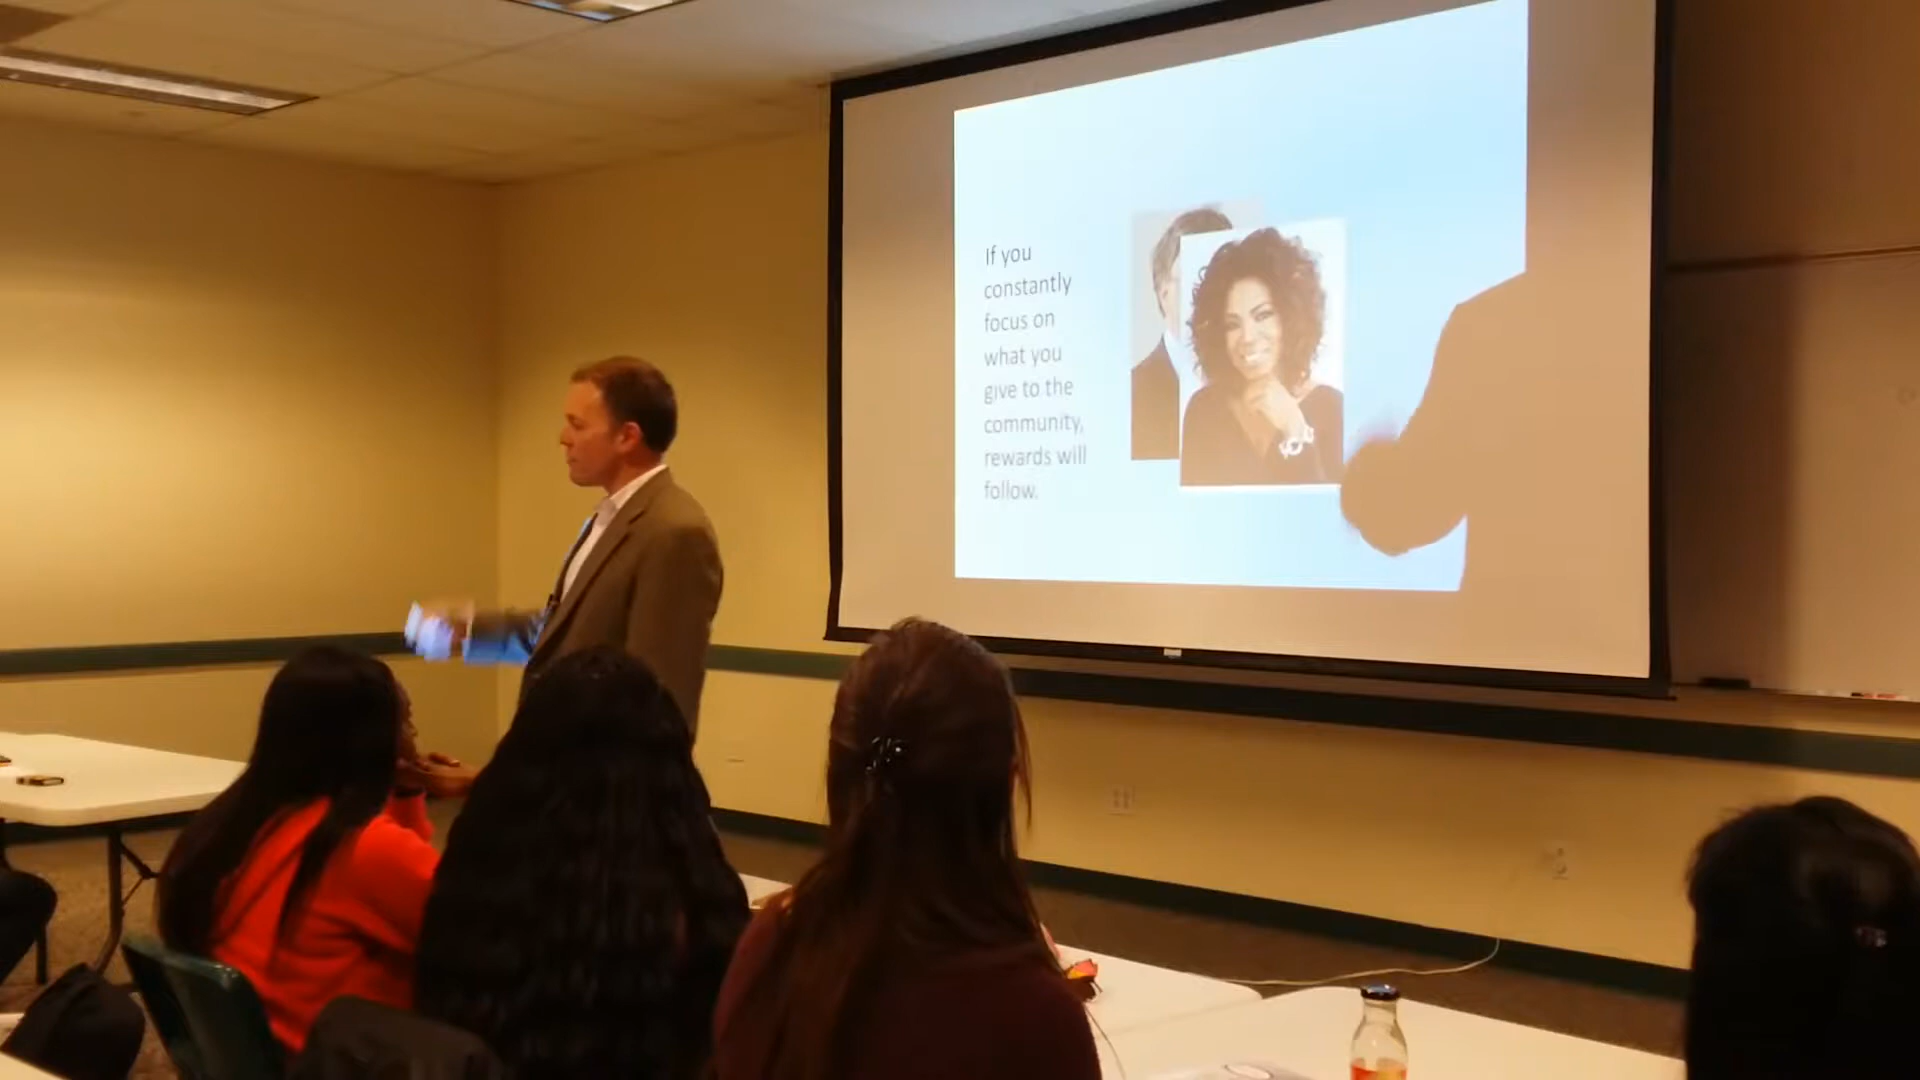 If you
constantly
focus on
what you
give to the
community,
rewards will
follow.